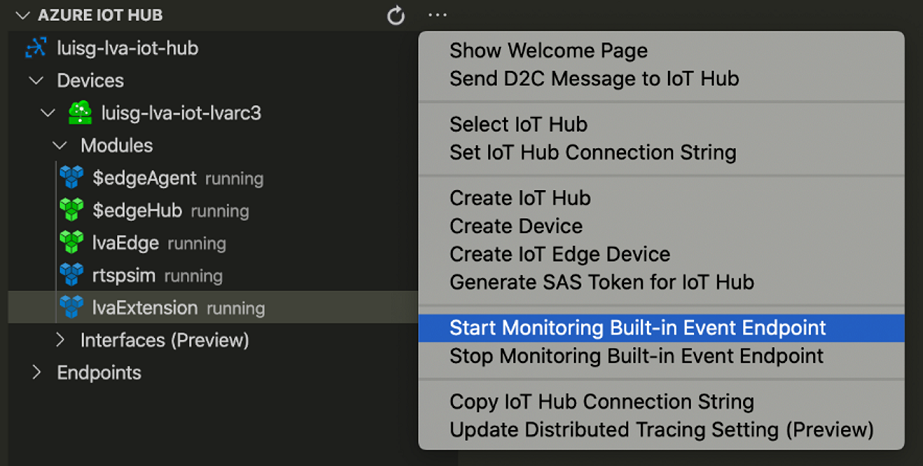 AZURE IOT HUB
luisg-lva-iot-hub
Devices
luisg-lva-iot-lvarc3
Modules
$edgeAgent running
$edgeHub running
lvaEdge running
rtspsim running
lvaExtension running
Interfaces (Preview)
Endpoints
Show Welcome Page
Send D2C Message to IoT Hub
Select IoT Hub
Set IoT Hub Connection String
Create IoT Hub
Create Device
Create IoT Edge Device
Generate SAS Token for IoT Hub
Start Monitoring Built-in Event Endpoint
Stop Monitoring Built-in Event Endpoint
Copy IoT Hub Connection String
Update Distributed Tracing Setting (Preview)